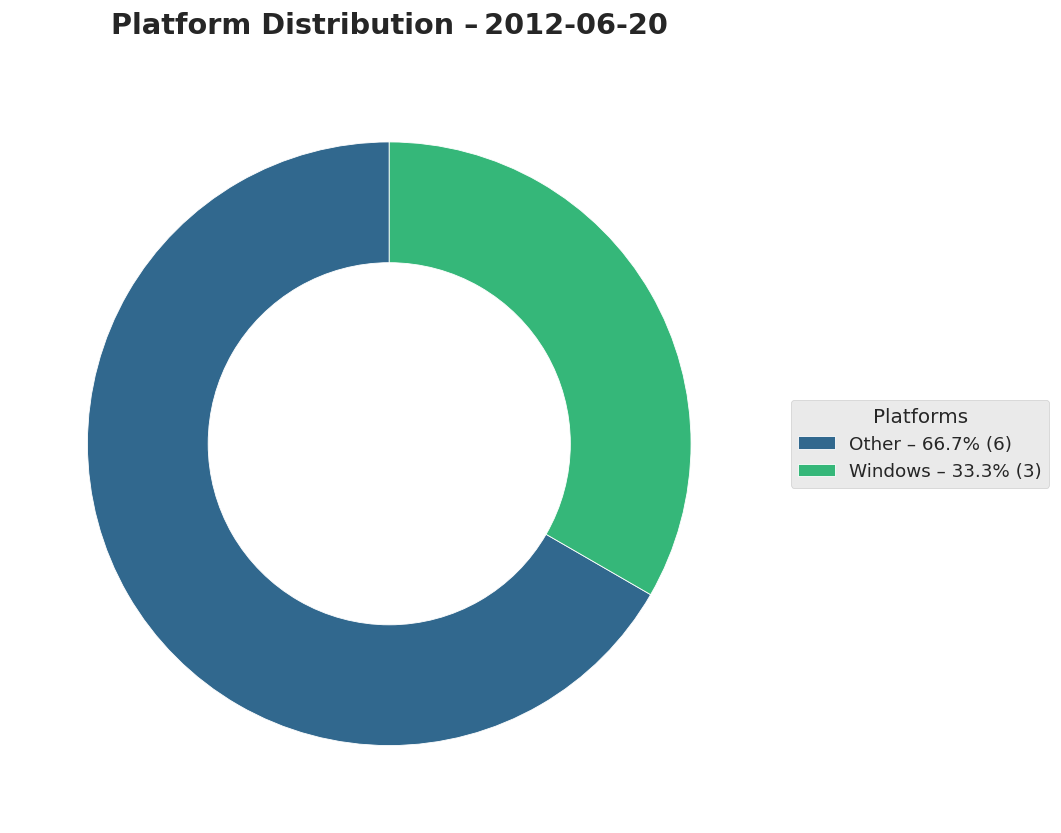 Platform Distribution – 2012-06-20
Platforms
Other – 66.7% (6)
Windows – 33.3% (3)